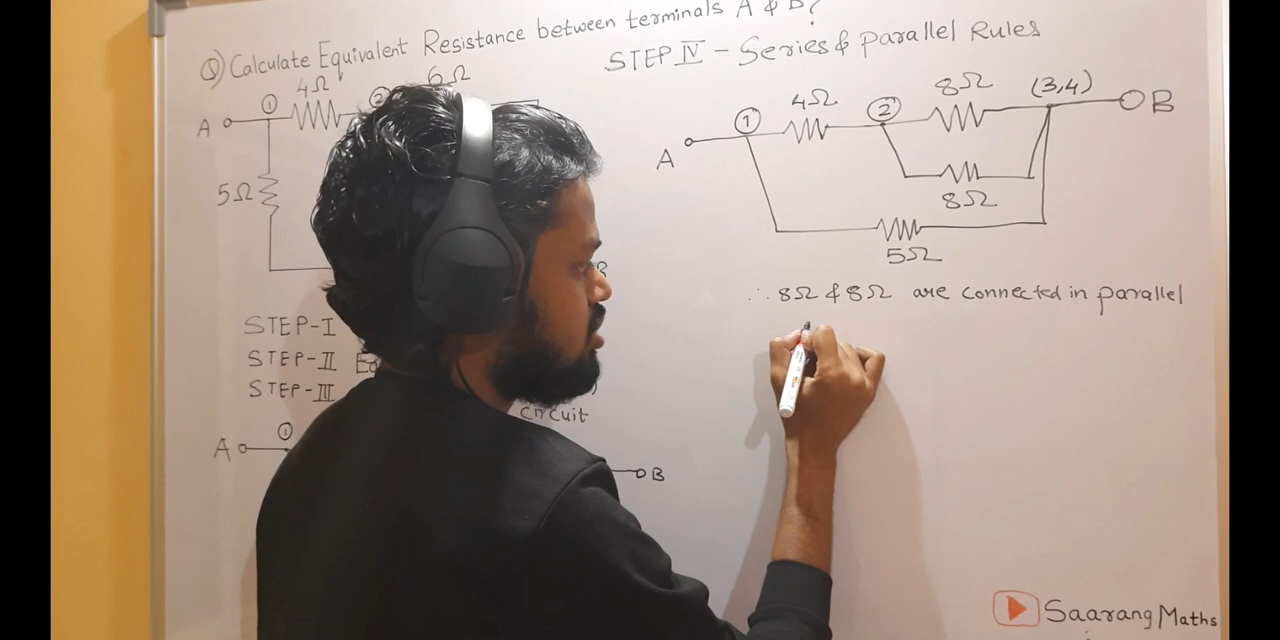 Q) Calculate Equivalent Resistance between terminals A & B?
STEP IV - Series & Parallel Rules
4Ω
6Ω
A
①
②
5Ω
B
4Ω
8Ω
(3,4)
B
①
②
A
8Ω
5Ω
∴ 8Ω & 8Ω are connected in parallel
STEP-I
STEP-II
STEP-III
circuit
A
①
B
Saarang Maths